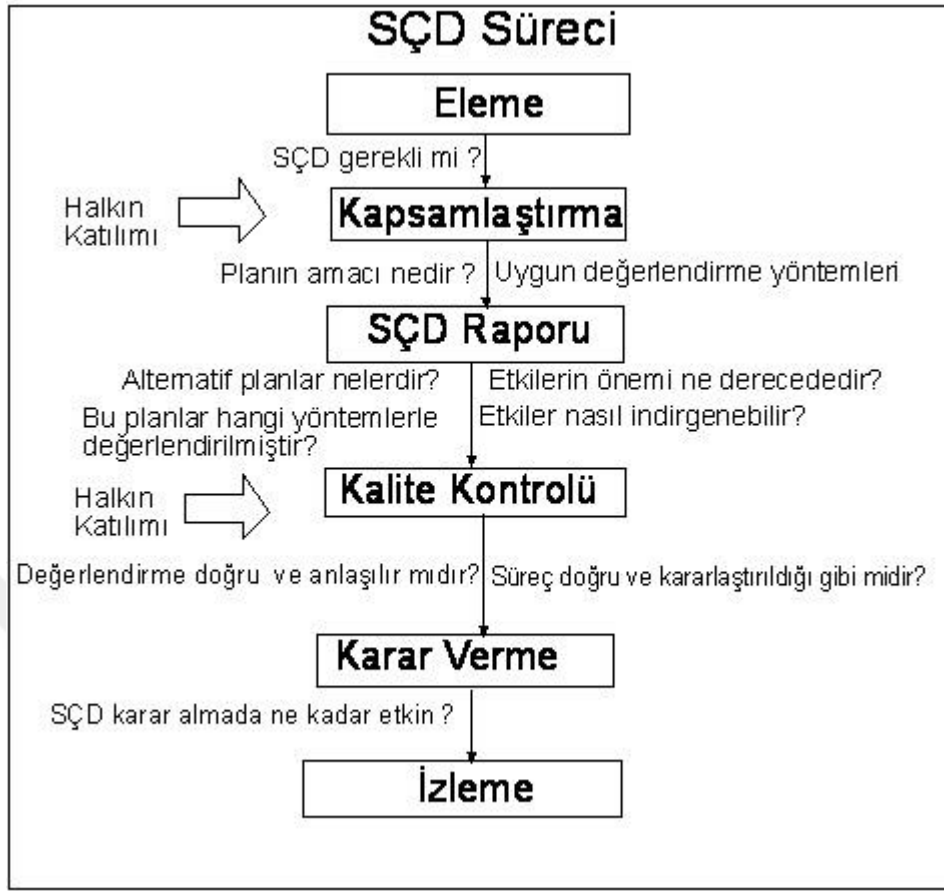 SÇD Süreci
Eleme
SÇD gerekli mi ?
Halkın
Katılımı
Kapsamlaştırma
Planın amacı nedir ?
Uygun değerlendirme yöntemleri
SÇD Raporu
Alternatif planlar nelerdir?
Etkilerin önemi ne derecededir?
Bu planlar hangi yöntemlerle
değerlendirilmiştir?
Etkiler nasıl indirgenebilir?
Halkın
Katılımı
Kalite Kontrolü
Değerlendirme doğru ve anlaşılır mıdır?
Süreç doğru ve kararlaştırıldığı gibi midir?
Karar Verme
SÇD karar almada ne kadar etkin ?
İzleme